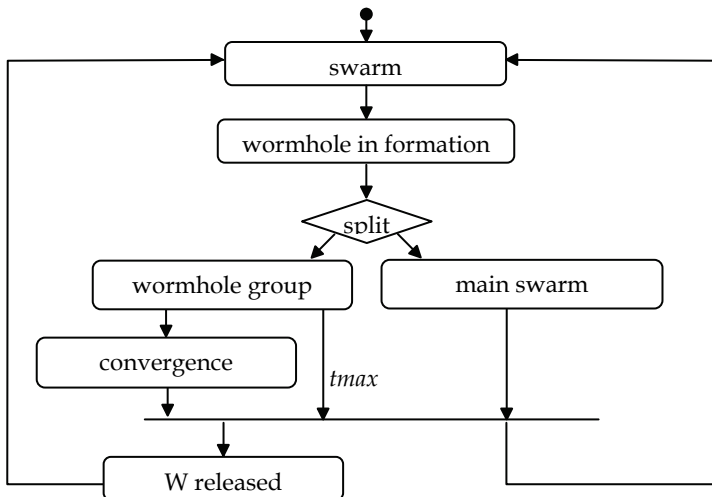 swarm
wormhole in formation
split
wormhole group
main swarm
convergence
tmax
W released